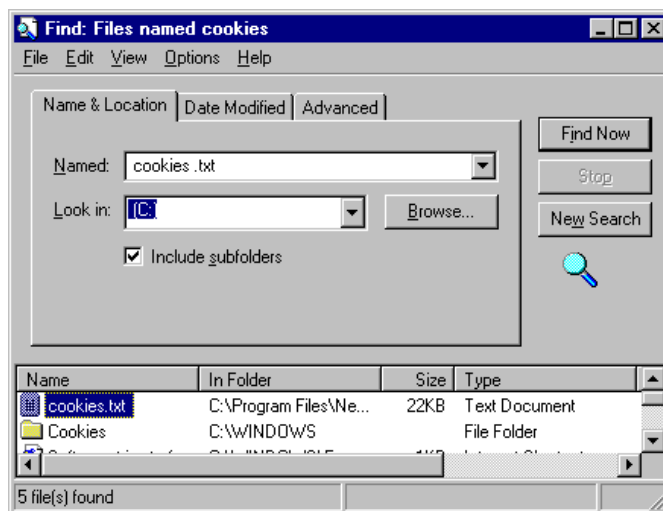 Find: Files named cookies
File Edit View Options Help
Name & Location Date Modified Advanced
Find Now
Named: cookies .txt
Stop
Look in: (C:)
Browse...
New Search
Include subfolders
Name In Folder Size Type
cookies.txt C:\Program Files\Ne... 22KB Text Document
Cookies C:\WINDOWS File Folder
5 file(s) found